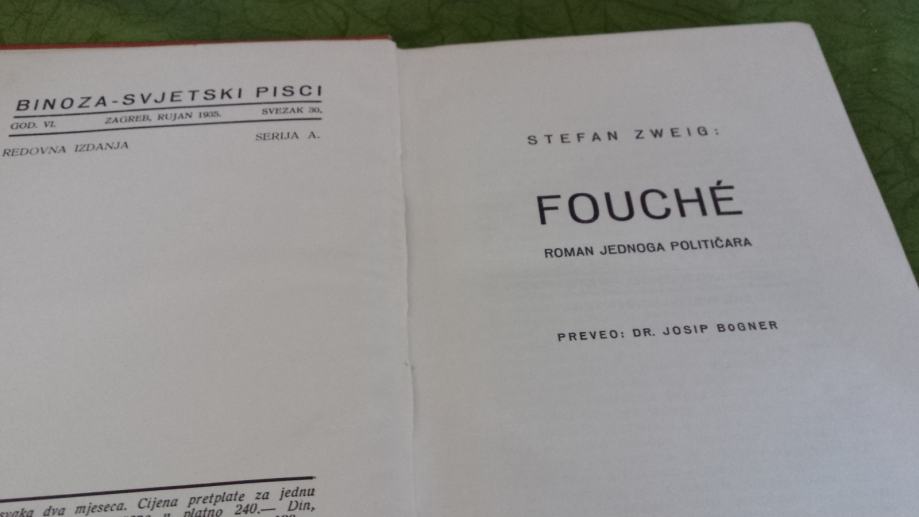 BINOZA-SVJETSKI PISCI
GOD. VI. ZAGREB, RUJAN 1935. SVEZAK 30.
REDOVNA IZDANJA SERIJA A.
svaka dva mjeseca. Cijena pretplate za jednu
platno 240.— Din,
STEFAN ZWEIG:
FOUCHÉ
ROMAN JEDNOGA POLITIČARA
PREVEO: DR. JOSIP BOGNER